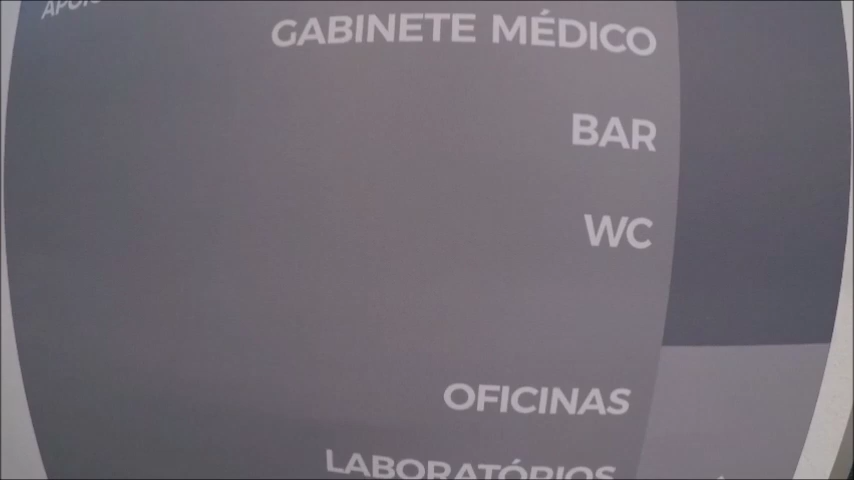 GABINETE MÉDICO
BAR
WC
OFICINAS
LABORATÓRIOS